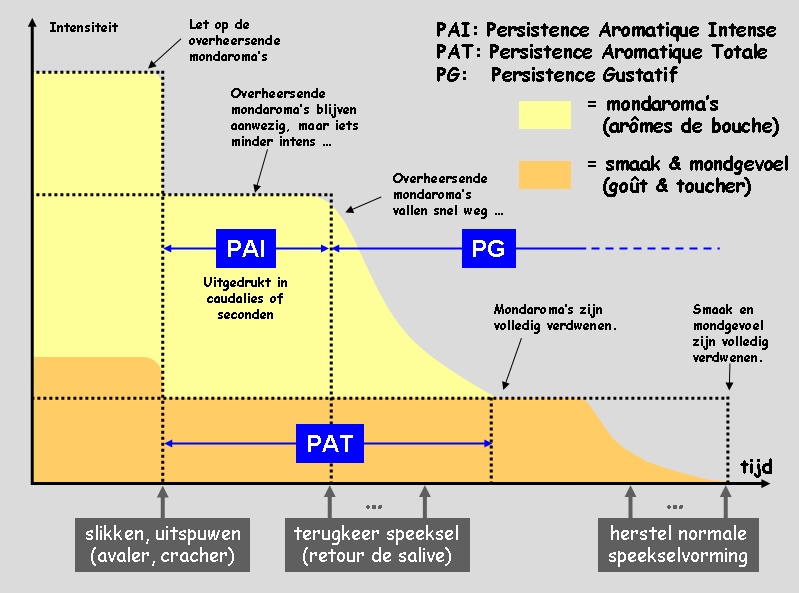 Intensiteit
Let op de
overheersende
mondaroma's
PAI: Persistence Aromatique Intense
PAT: Persistence Aromatique Totale
PG: Persistence Gustatif
= mondaroma's
(arômes de bouche)
= smaak & mondgevoel
(goût & toucher)
Overheersende
mondaroma's blijven
aanwezig, maar iets
minder intens ...
Overheersende
mondaroma's
vallen snel weg ...
PAI
PG
Uitgedrukt in
caudalies of
seconden
Mondaroma's zijn
volledig verdwenen.
Smaak en
mondgevoel
zijn volledig
verdwenen.
PAT
tijd
...
...
slikken, uitspuwen
(avaler, cracher)
terugkeer speeksel
(retour de salive)
herstel normale
speekselvorming